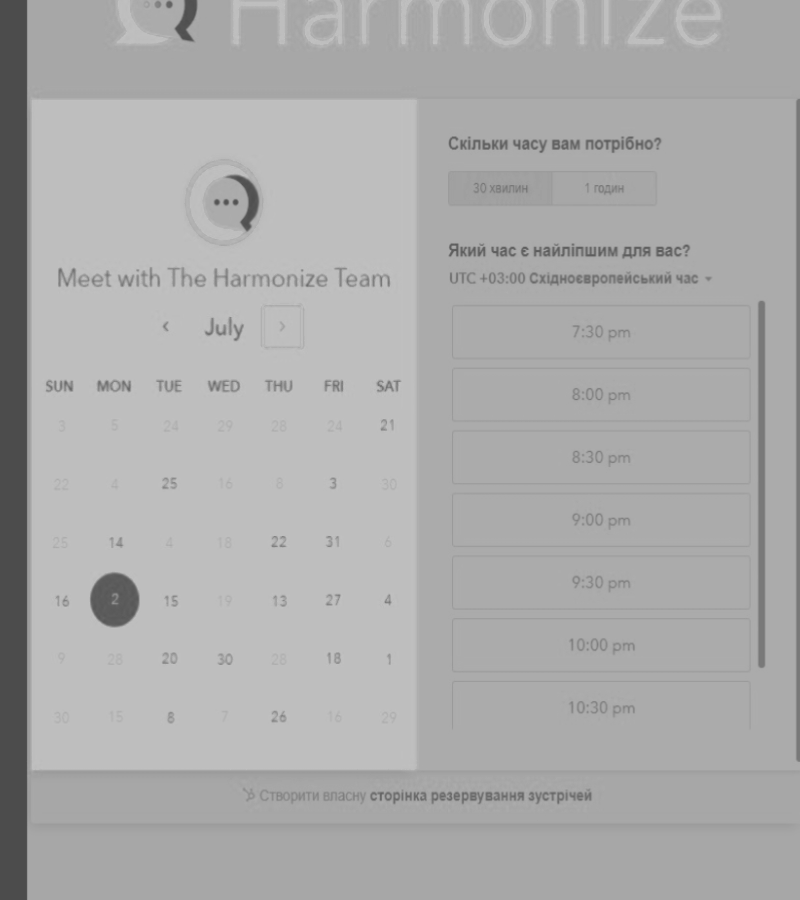 Harmonize
Meet with The Harmonize Team
July
SUN MON TUE WED THU FRI SAT
3 5 24 29 28 24 21
22 4 25 16 8 3 30
25 14 4 18 22 31 6
16 2 15 19 13 27 4
9 28 20 30 28 18 1
30 15 8 7 26 16 29
Скільки часу вам потрібно?
30 хвилин 1 годин
Який час є найліпшим для вас?
UTC +03:00 Східноєвропейський час
7:30 pm
8:00 pm
8:30 pm
9:00 pm
9:30 pm
10:00 pm
10:30 pm
Створити власну сторінка резервування зустрічей